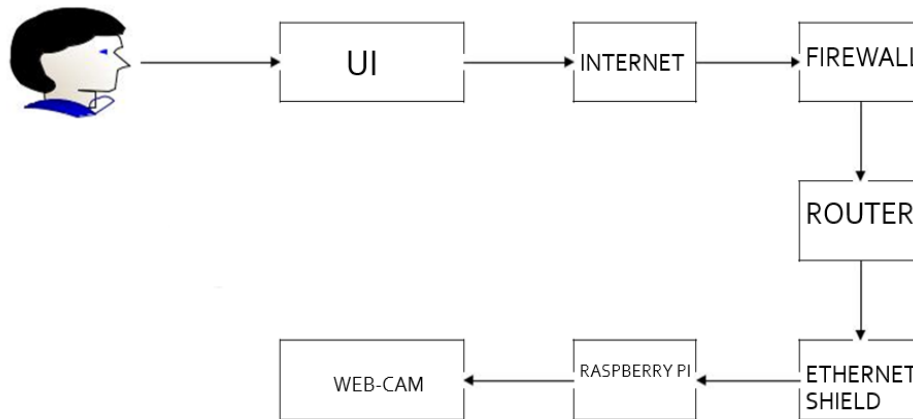 UI
INTERNET
FIREWALL
ROUTER
ETHERNET
SHIELD
RASPBERRY PI
WEB-CAM